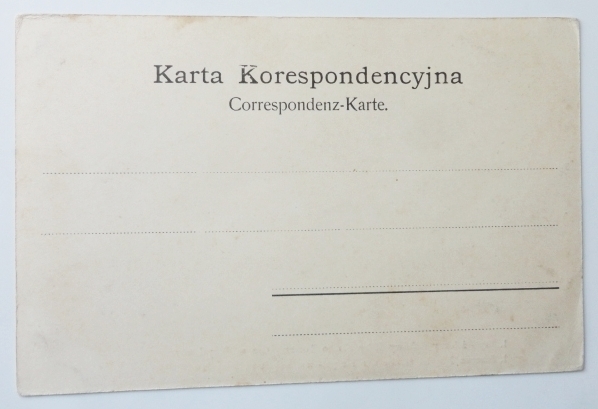 Karta Korespondencyjna
Correspondenz-Karte.